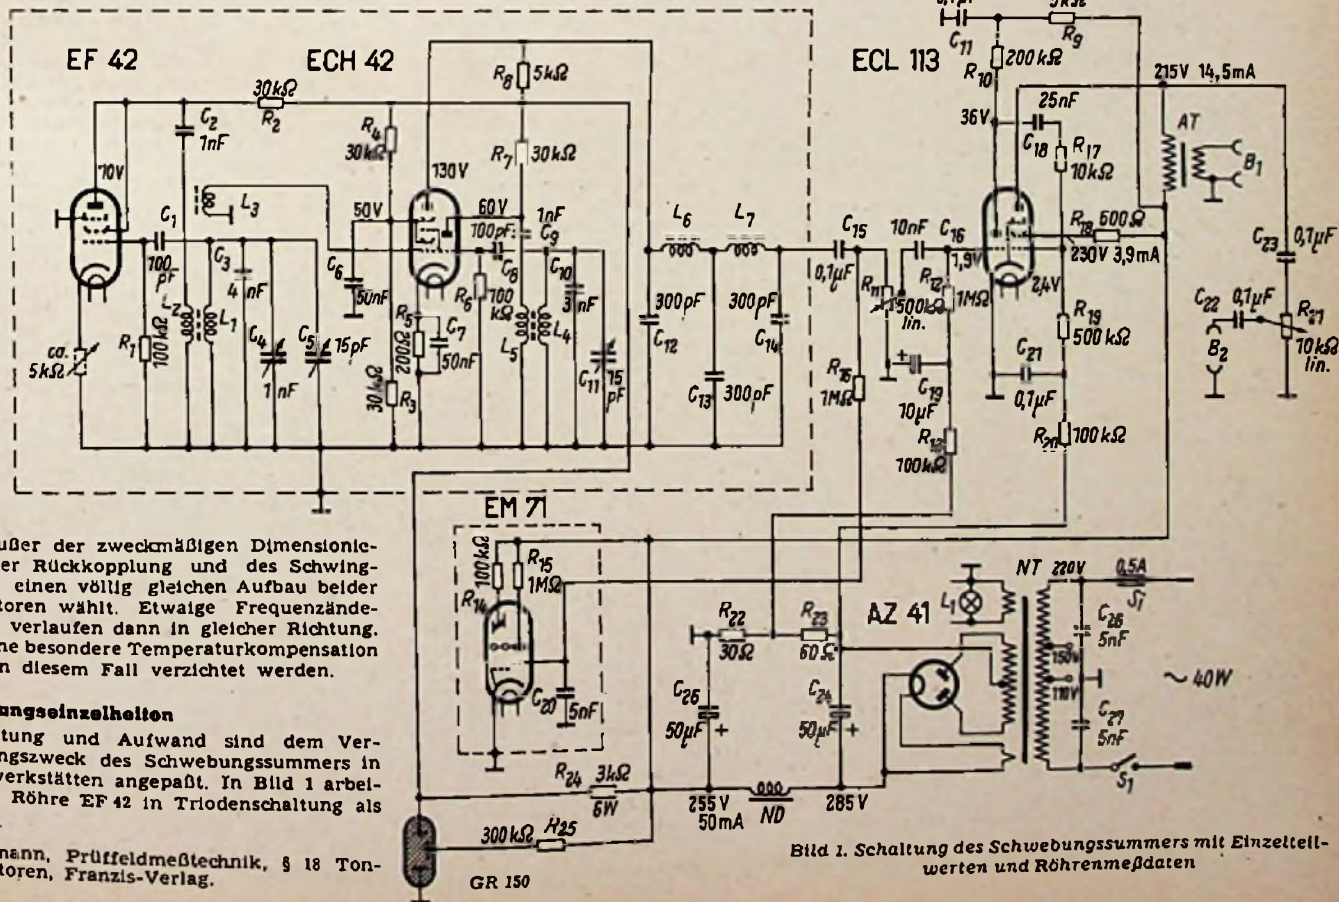 EF 42
ECH 42
ECL 113
EM 71
AZ 41
GR 150
30kΩ
R2
C2
1nF
70V
C1
100
pF
L3
R1
100kΩ
L2
L1
C3
4 nF
C4
1 nF
C5
15pF
ca.
5kΩ
R4
30kΩ
R8
5kΩ
R7
30kΩ
130V
50V
60V
100pF
C8
1nF
C9
C6
50nF
R5
200Ω
C7
50nF
R6
100
kΩ
L5
L4
C10
3 nF
C11
15
pF
30kΩ
R3
L6
L7
300pF
C12
C13
300pF
300pF
C14
C15
0,1µF
10nF
C16
R11
500kΩ
lin.
R12
1MΩ
1,9V
C19
10µF
R13
100kΩ
R16
1MΩ
C11
R9
R10
200kΩ
36V
25nF
C18
R17
10kΩ
2,4V
R18
600Ω
230V 3,9mA
R19
500kΩ
C21
0,1µF
R20
100kΩ
215V 14,5mA
AT
B1
C23
0,1µF
C22
0,1µF
B2
R21
10kΩ
lin.
100kΩ
R14
R15
1MΩ
C20
5nF
R22
30Ω
R23
60Ω
C25
50µF +
C24
50µF +
R24
3kΩ
6W
300kΩ
R25
255V
50mA
ND
285V
L1
NT
220V
0,5A
Si
C26
5nF
150V
110V
C27
5nF
S1
~ 40W
ußer der zweckmäßigen Dimensionie-
er Rückkopplung und des Schwing-
einen völlig gleichen Aufbau beider
toren wählt. Etwaige Frequenzände-
verlaufen dann in gleicher Richtung.
ne besondere Temperaturkompensation
n diesem Fall verzichtet werden.
ungseinzelheiten
tung und Aufwand sind dem Ver-
ngszweck des Schwebungssummers in
werkstätten angepaßt. In Bild 1 arbei-
Röhre EF 42 in Triodenschaltung als
nann, Prüffeldmeßtechnik, § 18 Ton-
toren, Franzis-Verlag.
Bild 1. Schaltung des Schwebungssummers mit Einzelteil-
werten und Röhrenmeßdaten